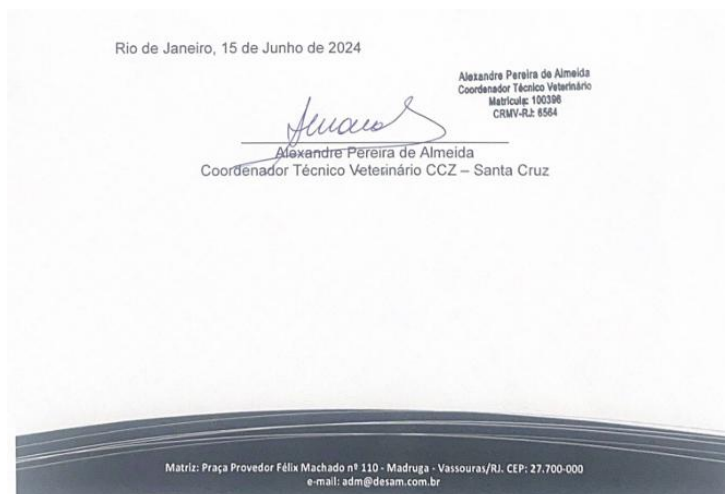 Rio de Janeiro, 15 de Junho de 2024
Alexandre Pereira de Almeida
Coordenador Técnico Veterinário
Matrícula: 100396
CRMV-RJ: 6564
Alexandre Pereira de Almeida
Coordenador Técnico Veterinário CCZ – Santa Cruz
Matriz: Praça Provedor Félix Machado nº 110 - Madruga - Vassouras/RJ. CEP: 27.700-000
e-mail: adm@desam.com.br